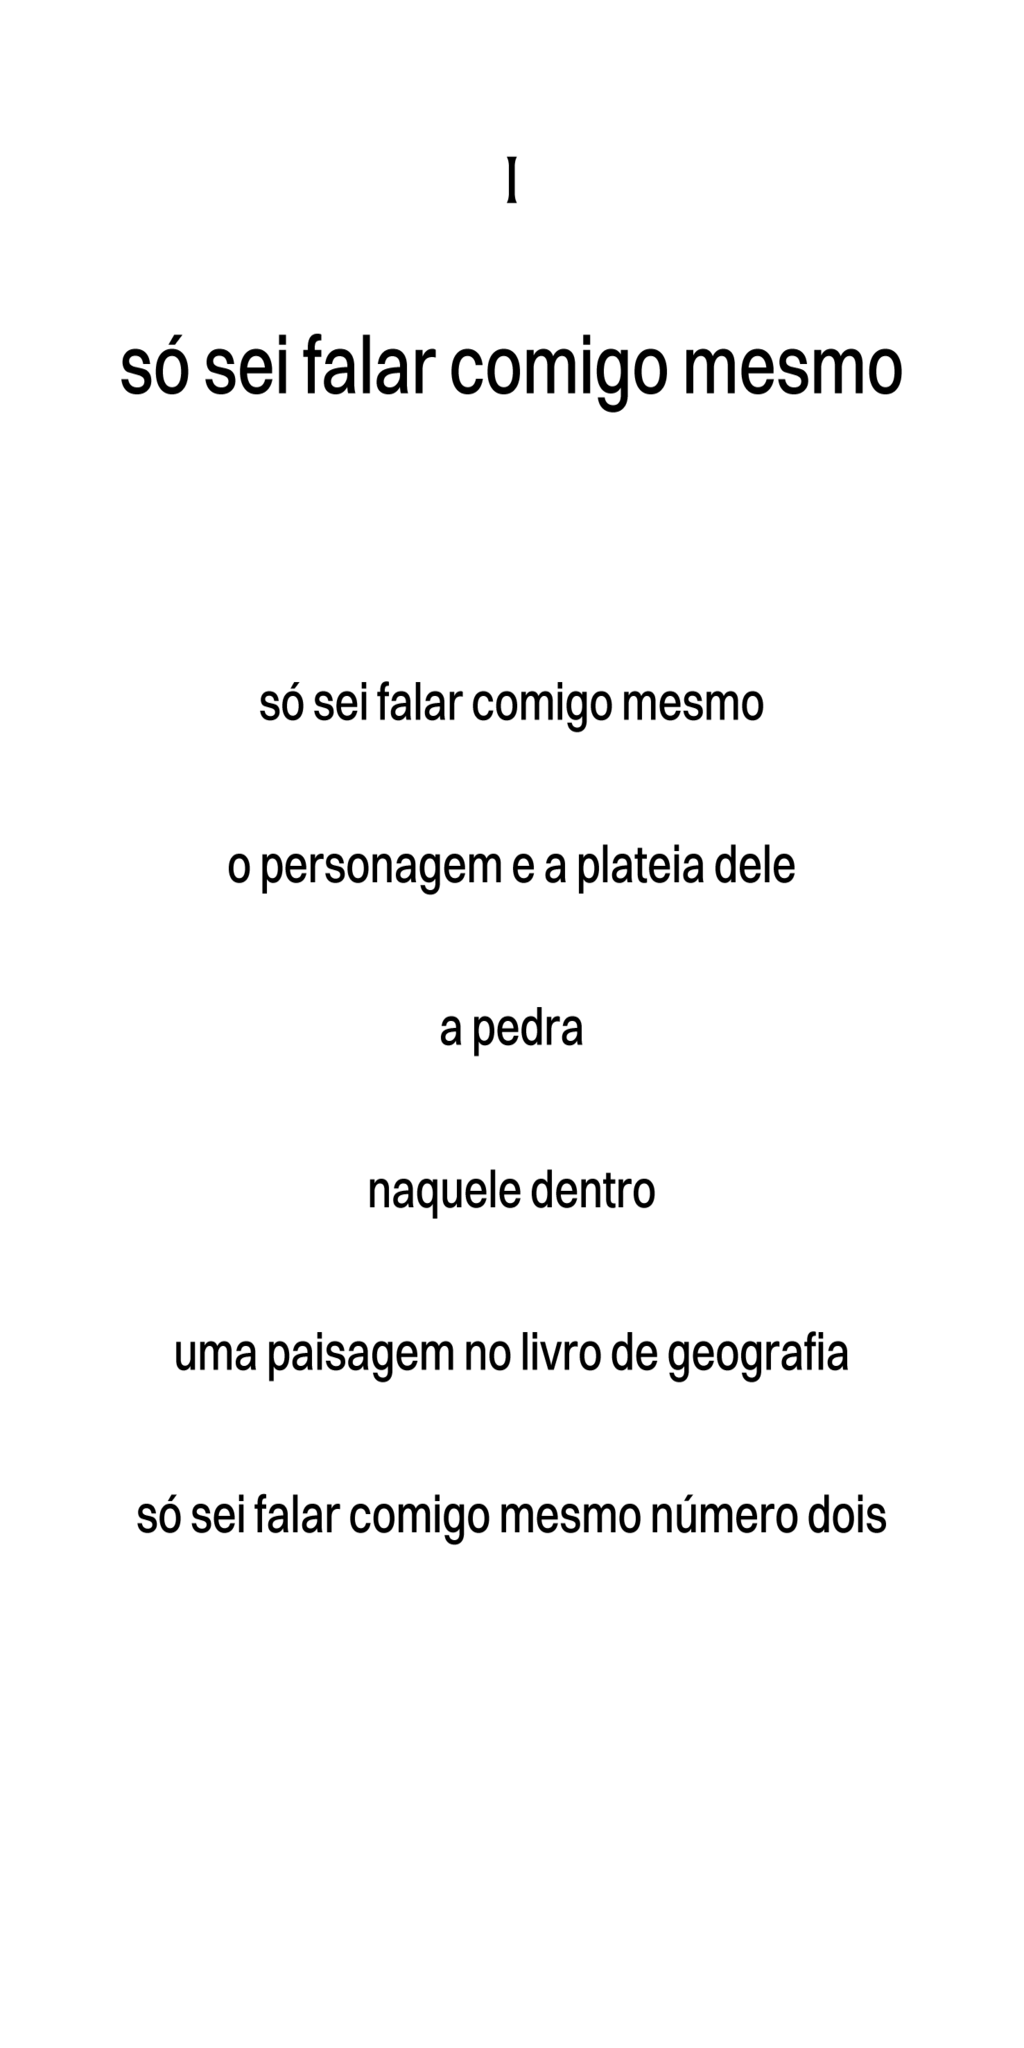 I
só sei falar comigo mesmo
só sei falar comigo mesmo
o personagem e a plateia dele
a pedra
naquele dentro
uma paisagem no livro de geografia
só sei falar comigo mesmo número dois